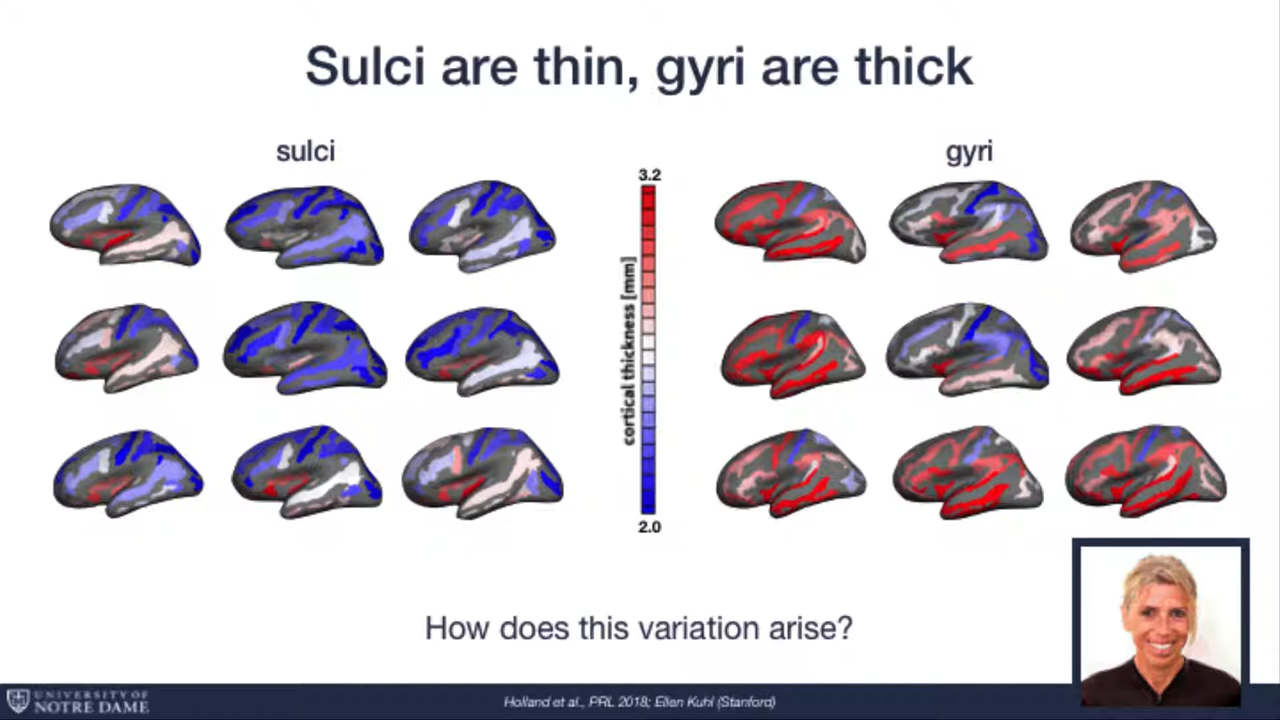 Sulci are thin, gyri are thick
sulci
gyri
3.2
cortical thickness [mm]
2.0
How does this variation arise?
UNIVERSITY OF
NOTRE DAME
Holland et al., PRL 2018; Ellen Kuhl (Stanford)